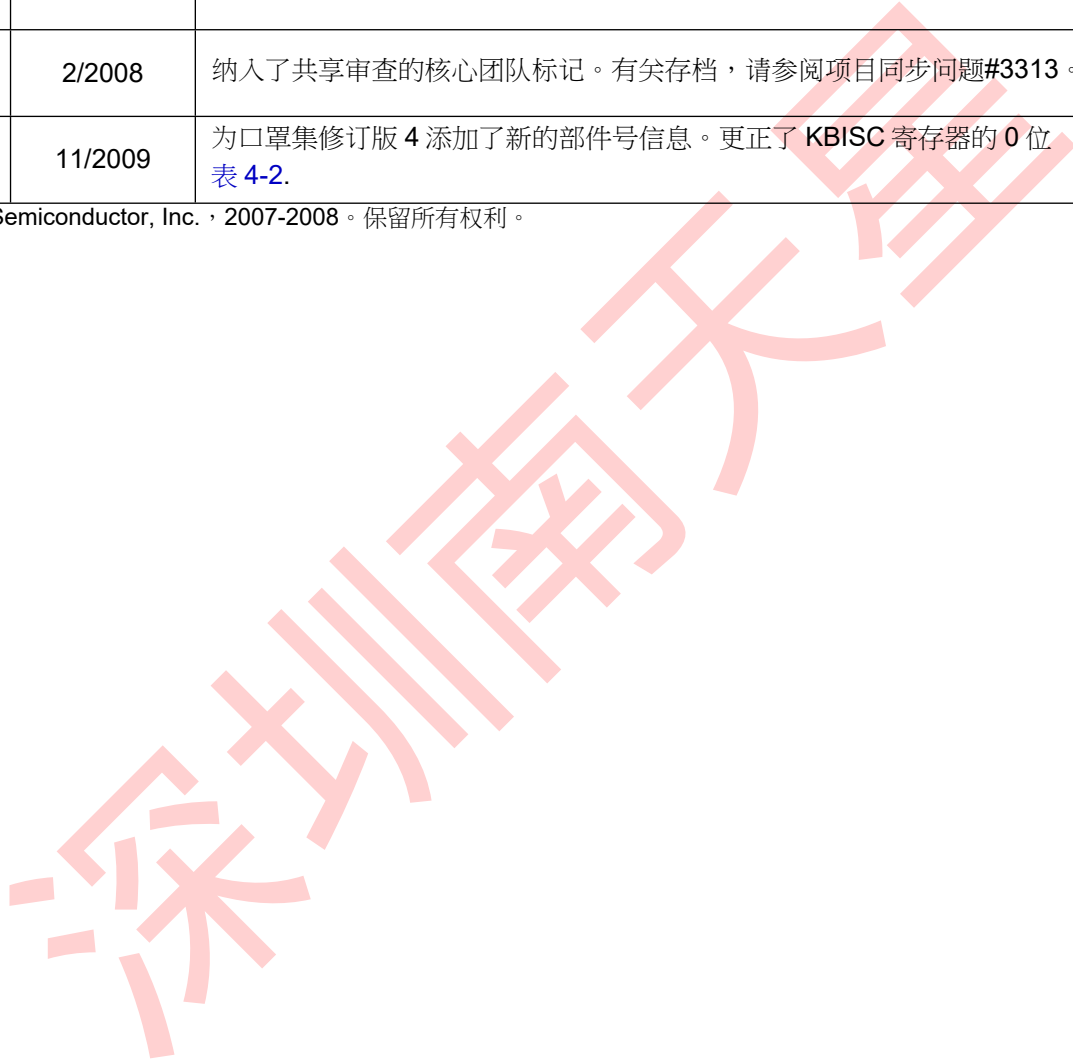 2/2008 纳入了共享审查的核心团队标记。有关存档，请参阅项目同步问题#3313。
11/2009 为口罩集修订版 4 添加了新的部件号信息。更正了 KBISC 寄存器的 0 位
表 4-2.
Semiconductor, Inc.，2007-2008。保留所有权利。
深圳南天星